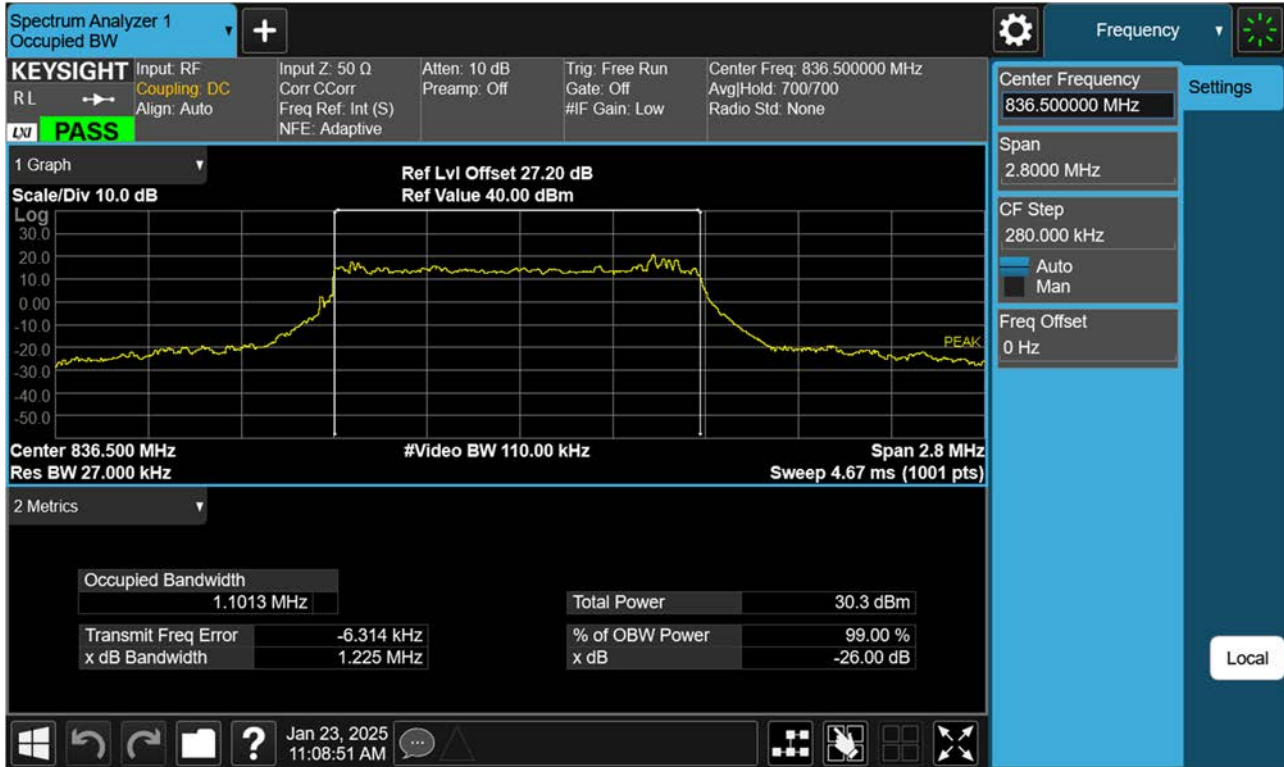 Spectrum Analyzer 1
Occupied BW
+
Frequency
KEYSIGHT
RL
LXI
PASS
Input: RF
Coupling: DC
Align: Auto
Input Z: 50 Ω
Corr CCorr
Freq Ref: Int (S)
NFE: Adaptive
Atten: 10 dB
Preamp: Off
Trig: Free Run
Gate: Off
#IF Gain: Low
Center Freq: 836.500000 MHz
Avg|Hold: 700/700
Radio Std: None
Center Frequency
836.500000 MHz
Settings
Span
2.8000 MHz
CF Step
280.000 kHz
Auto
Man
Freq Offset
0 Hz
1 Graph
Scale/Div 10.0 dB
Ref Lvl Offset 27.20 dB
Ref Value 40.00 dBm
Log
30.0
20.0
10.0
0.00
-10.0
-20.0
-30.0
-40.0
-50.0
PEAK
Center 836.500 MHz
#Video BW 110.00 kHz
Span 2.8 MHz
Res BW 27.000 kHz
Sweep 4.67 ms (1001 pts)
2 Metrics
Occupied Bandwidth
1.1013 MHz
Total Power 30.3 dBm
Transmit Freq Error -6.314 kHz
% of OBW Power 99.00 %
x dB Bandwidth 1.225 MHz
x dB -26.00 dB
Local
?
Jan 23, 2025
11:08:51 AM